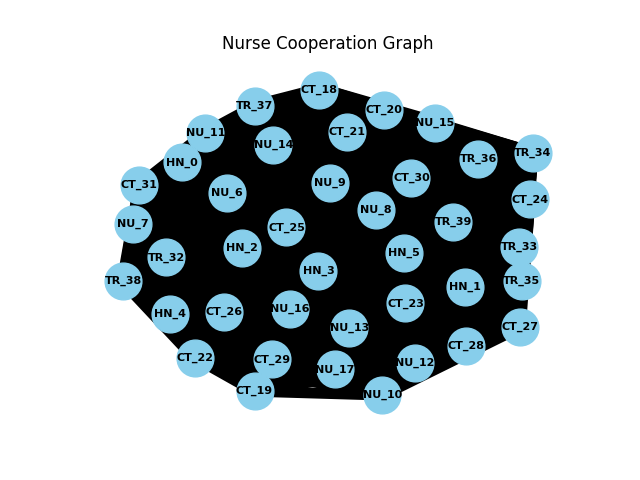 Nurse Cooperation Graph
CT_18
TR_37
CT_20
NU_15
NU_11
CT_21
NU_14
TR_34
TR_36
HN_0
CT_30
NU_9
CT_31
NU_6
CT_24
NU_8
TR_39
NU_7
CT_25
TR_33
HN_2
HN_5
TR_32
HN_3
TR_38
TR_35
HN_1
CT_23
NU_16
CT_26
HN_4
CT_27
NU_13
CT_28
CT_22
CT_29
NU_12
NU_17
CT_19
NU_10